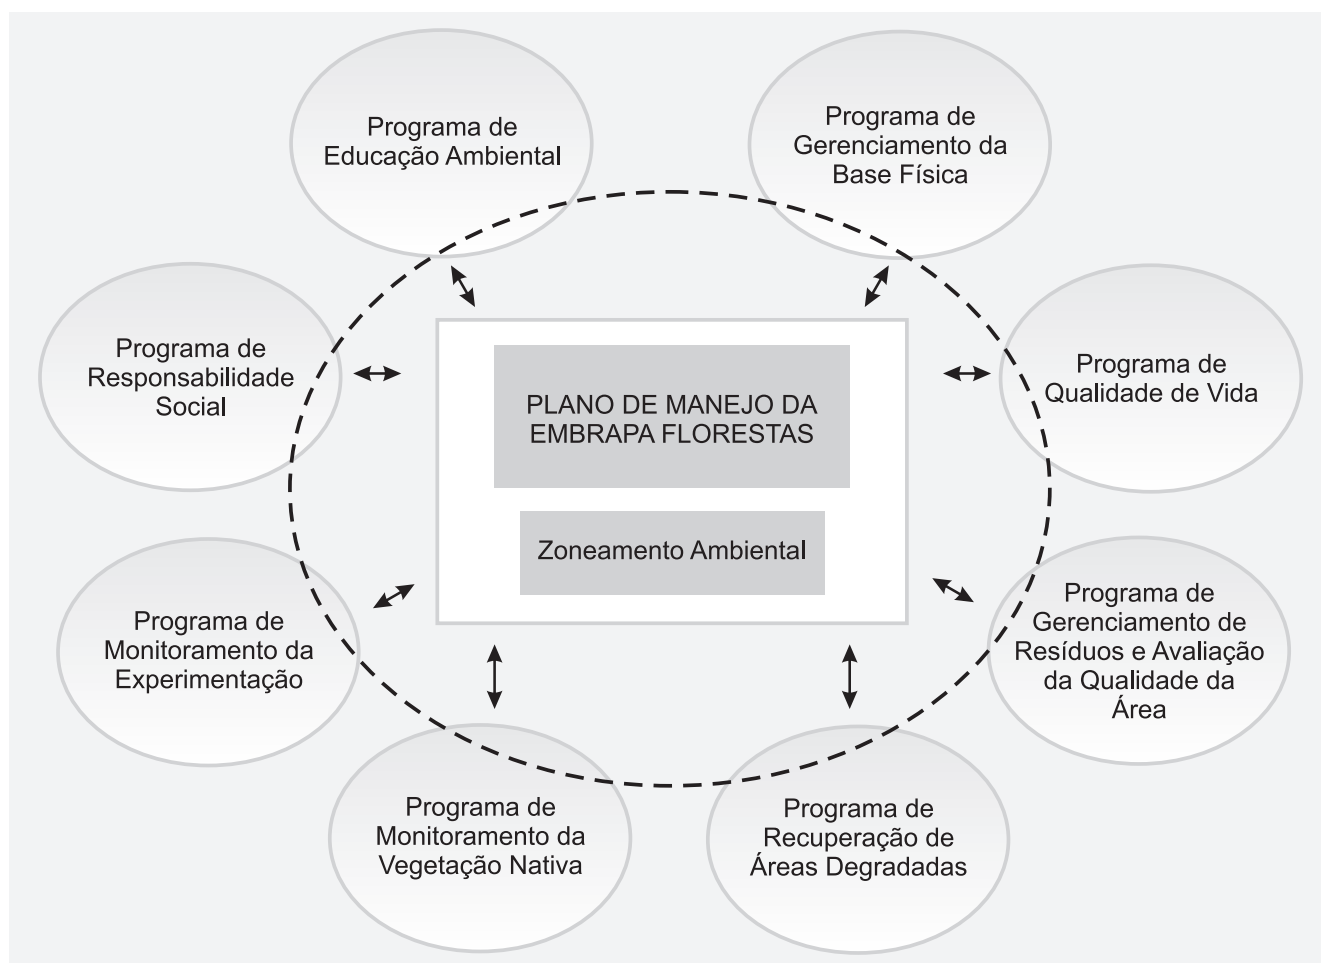 Programa de
Educação Ambiental
Programa de
Gerenciamento da
Base Física
Programa de
Responsabilidade
Social
PLANO DE MANEJO DA
EMBRAPA FLORESTAS
Zoneamento Ambiental
Programa de
Qualidade de Vida
Programa de
Monitoramento da
Experimentação
Programa de
Gerenciamento de
Resíduos e Avaliação
da Qualidade da
Área
Programa de
Monitoramento da
Vegetação Nativa
Programa de
Recuperação de
Áreas Degradadas